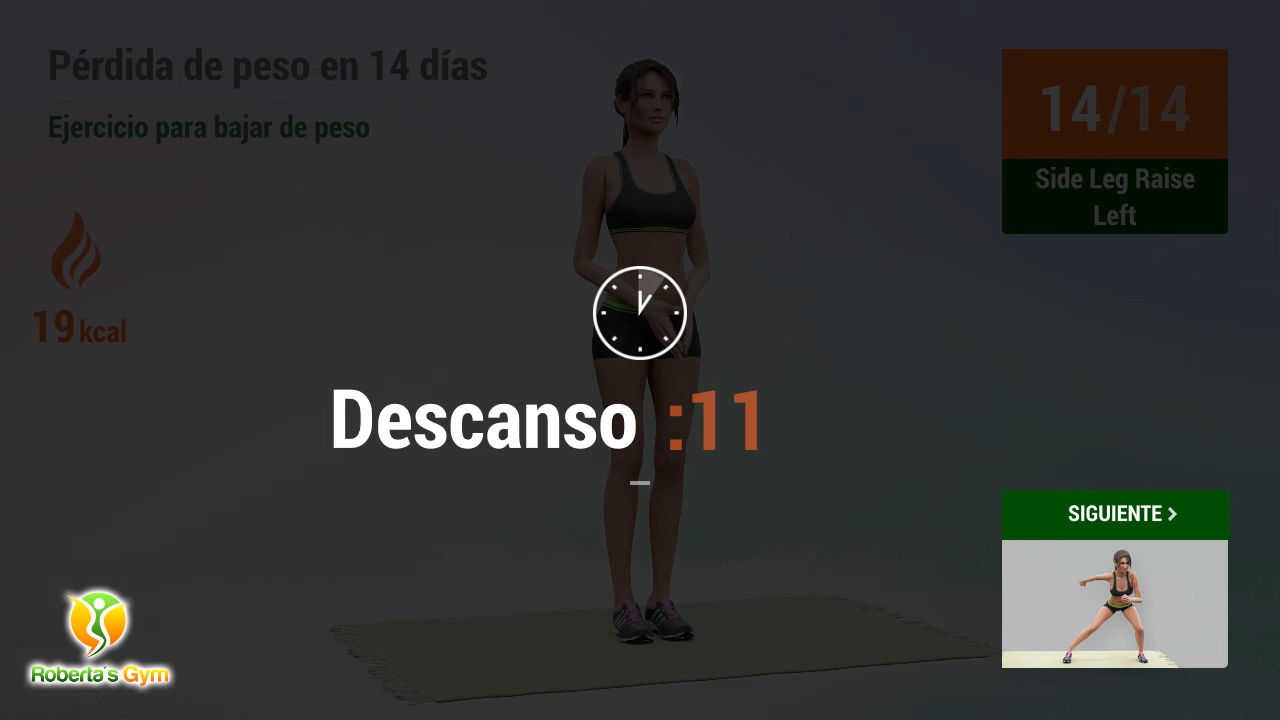 Pérdida de peso en 14 días
Ejercicio para bajar de peso
14/14
Side Leg Raise
Left
19 kcal
Descanso :11
SIGUIENTE >
Roberta´s Gym